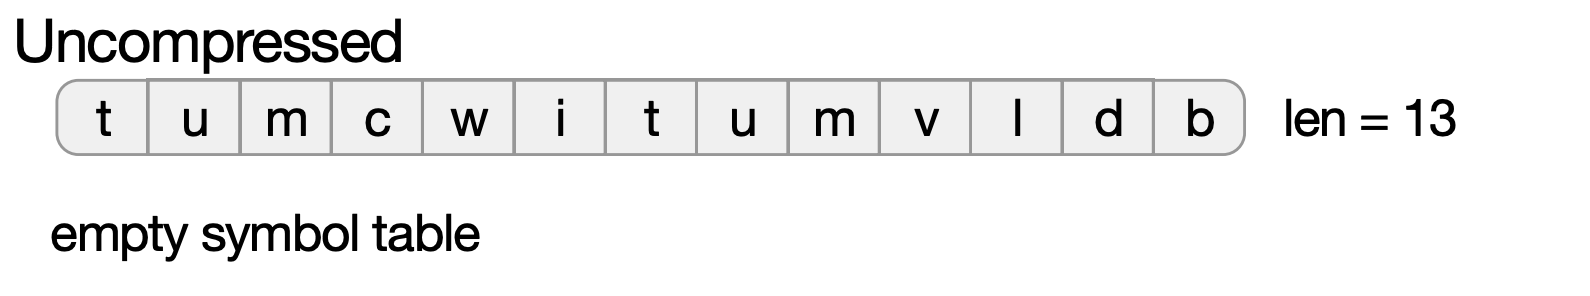 Uncompressed
t u m c w i t u m v l d b len = 13
empty symbol table